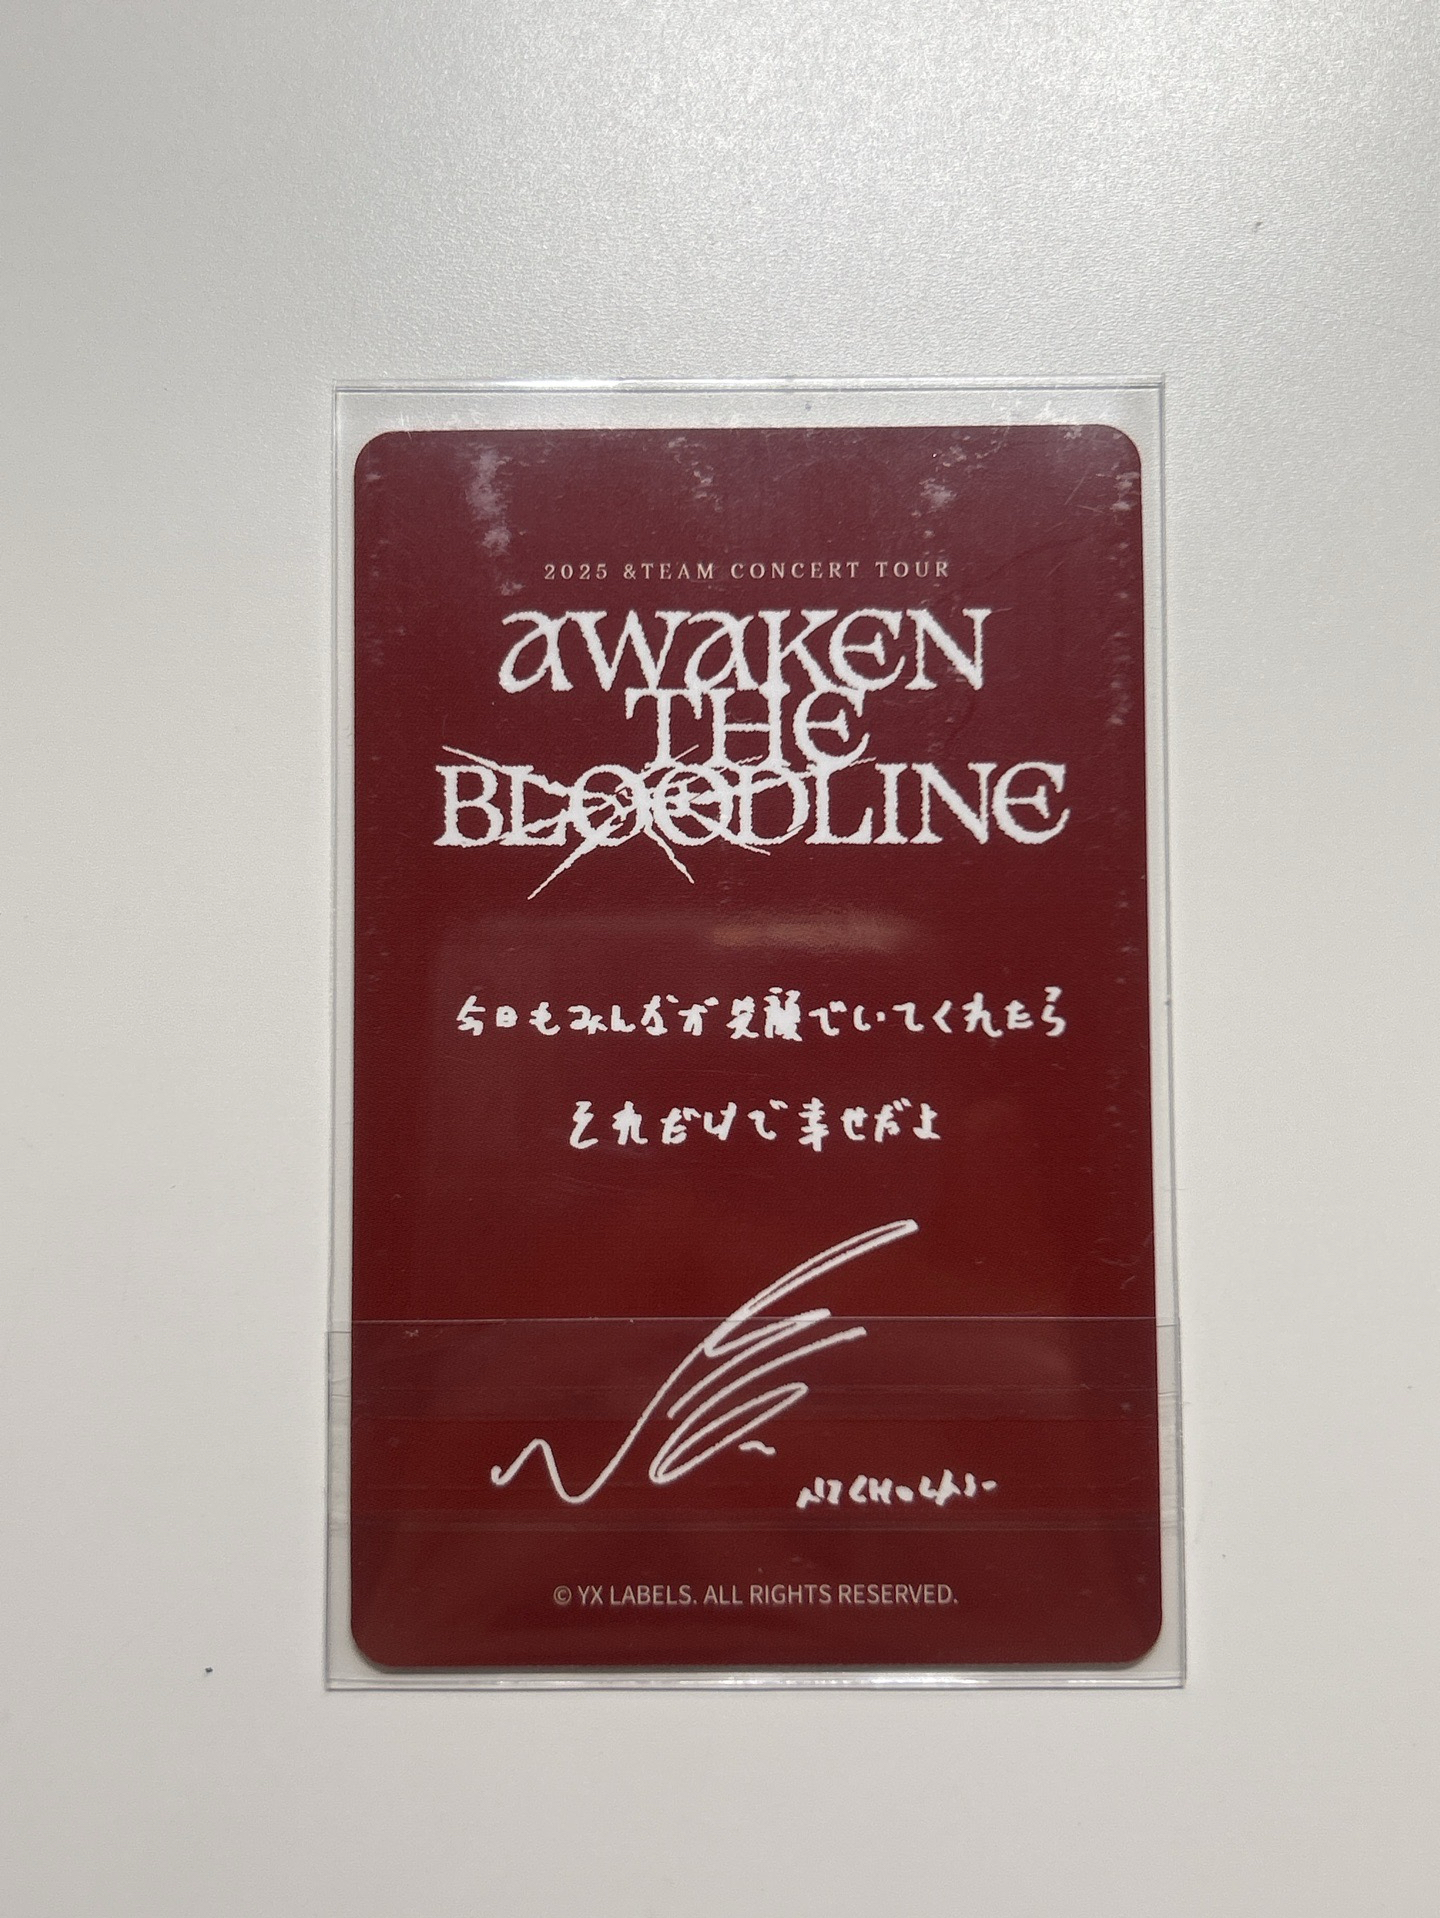 2025 &TEAM CONCERT TOUR
AWAKEN
THE
BLOODLINE
今日もみんなが笑顔でいてくれたら
それだけで幸せだよ
NICHOLAS
© YX LABELS. ALL RIGHTS RESERVED.